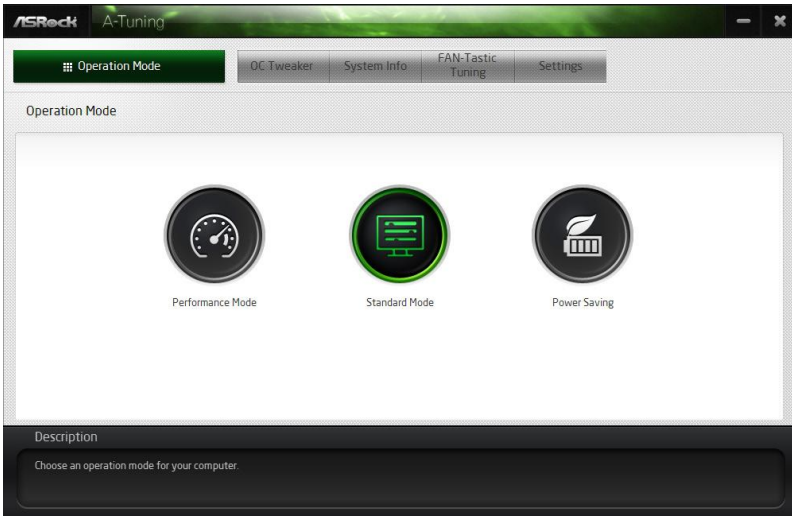 ASRock A-Tuning
Operation Mode OC Tweaker System Info FAN-Tastic Tuning Settings
Operation Mode
Performance Mode Standard Mode Power Saving
Description
Choose an operation mode for your computer.